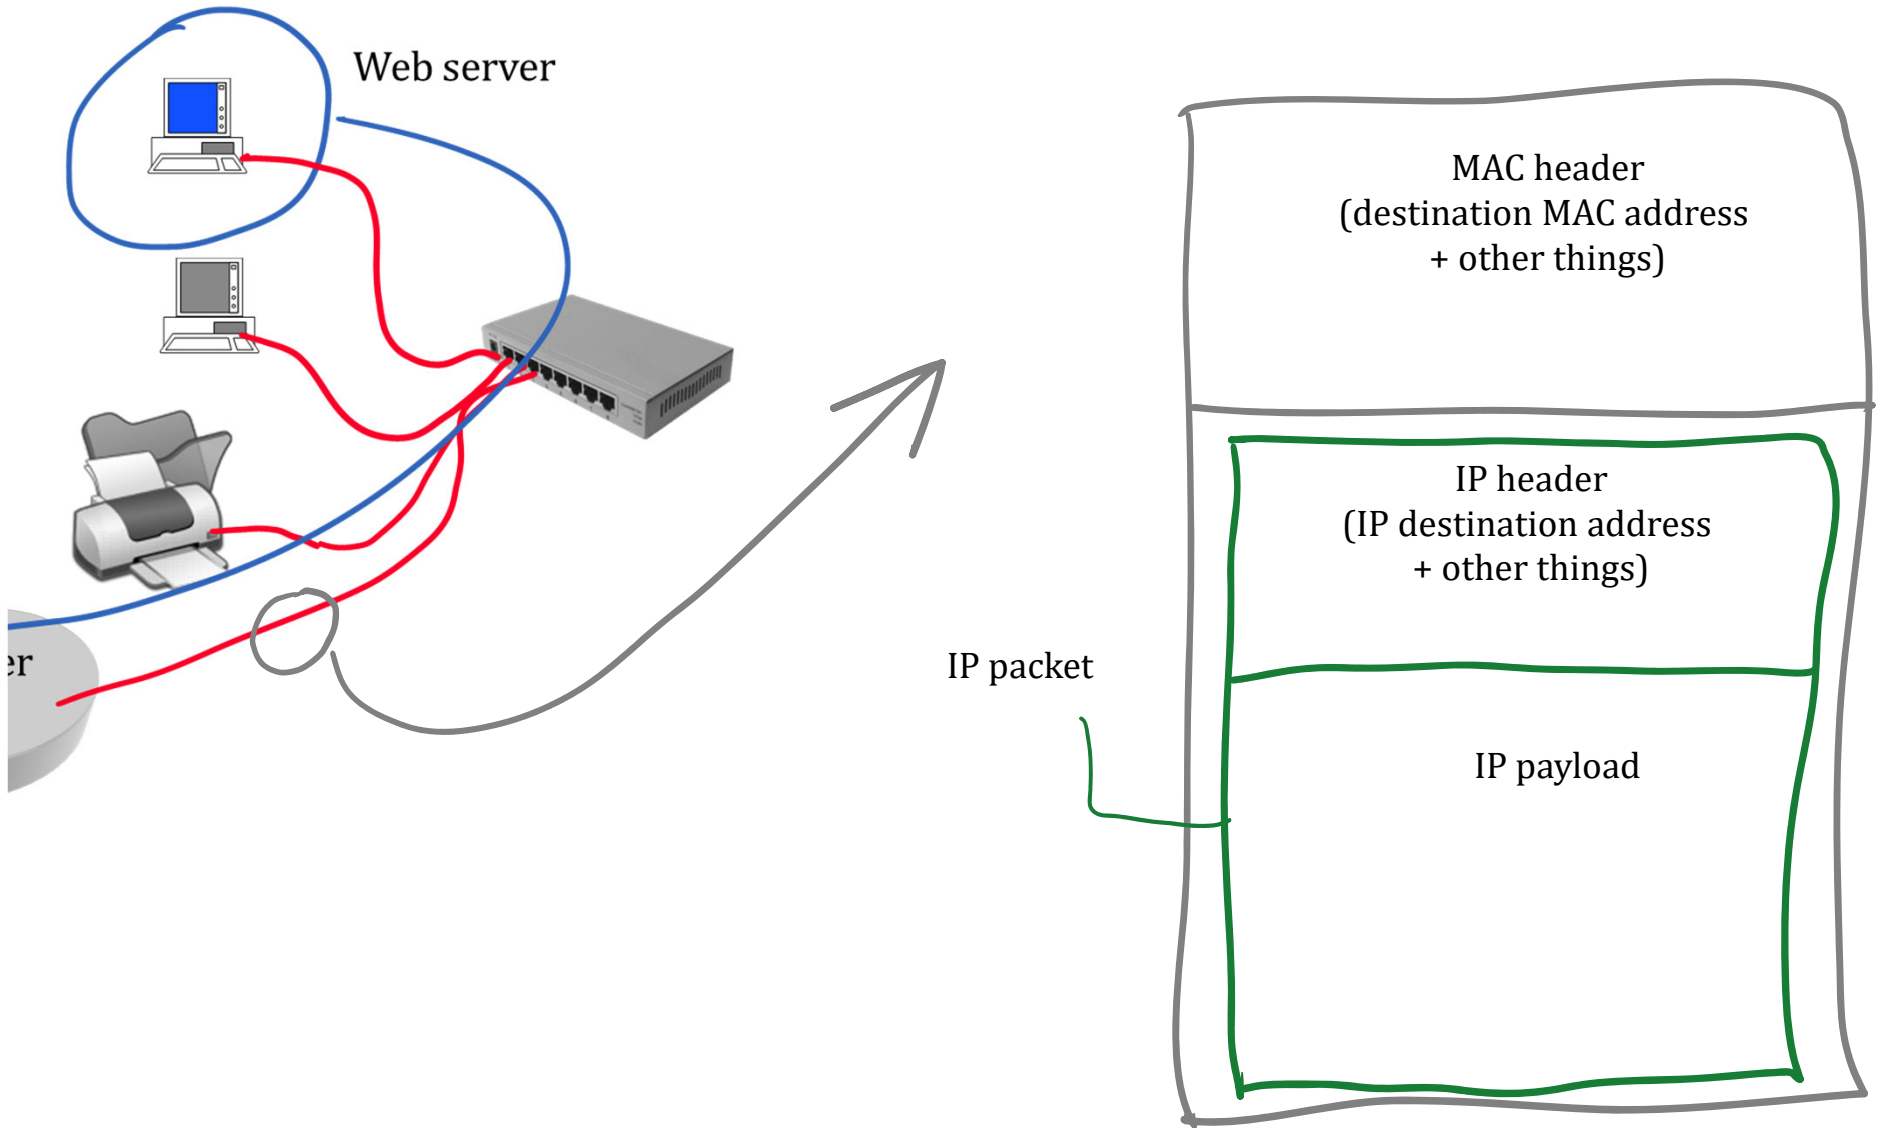 Web server
MAC header
(destination MAC address
+ other things)
IP header
(IP destination address
+ other things)
er
IP packet
IP payload